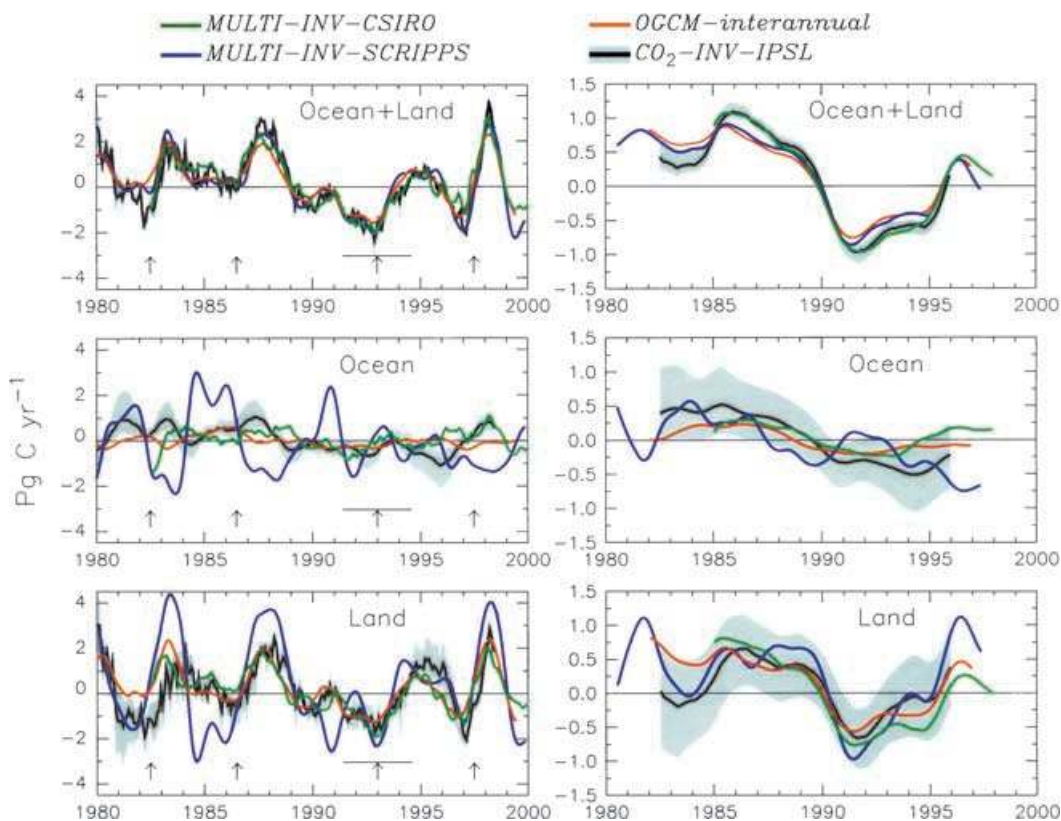 MULTI-INV-CSIRO
MULTI-INV-SCRIPPS
OGCM-interannual
CO₂-INV-IPSL
Ocean+Land
4
2
0
-2
-4
1980 1985 1990 1995 2000
Ocean+Land
1.5
1.0
0.5
0.0
-0.5
-1.0
-1.5
1980 1985 1990 1995 2000
Pg C yr⁻¹
Ocean
4
2
0
-2
-4
1980 1985 1990 1995 2000
Ocean
1.5
1.0
0.5
0.0
-0.5
-1.0
-1.5
1980 1985 1990 1995 2000
Land
4
2
0
-2
-4
1980 1985 1990 1995 2000
Land
1.5
1.0
0.5
0.0
-0.5
-1.0
-1.5
1980 1985 1990 1995 2000